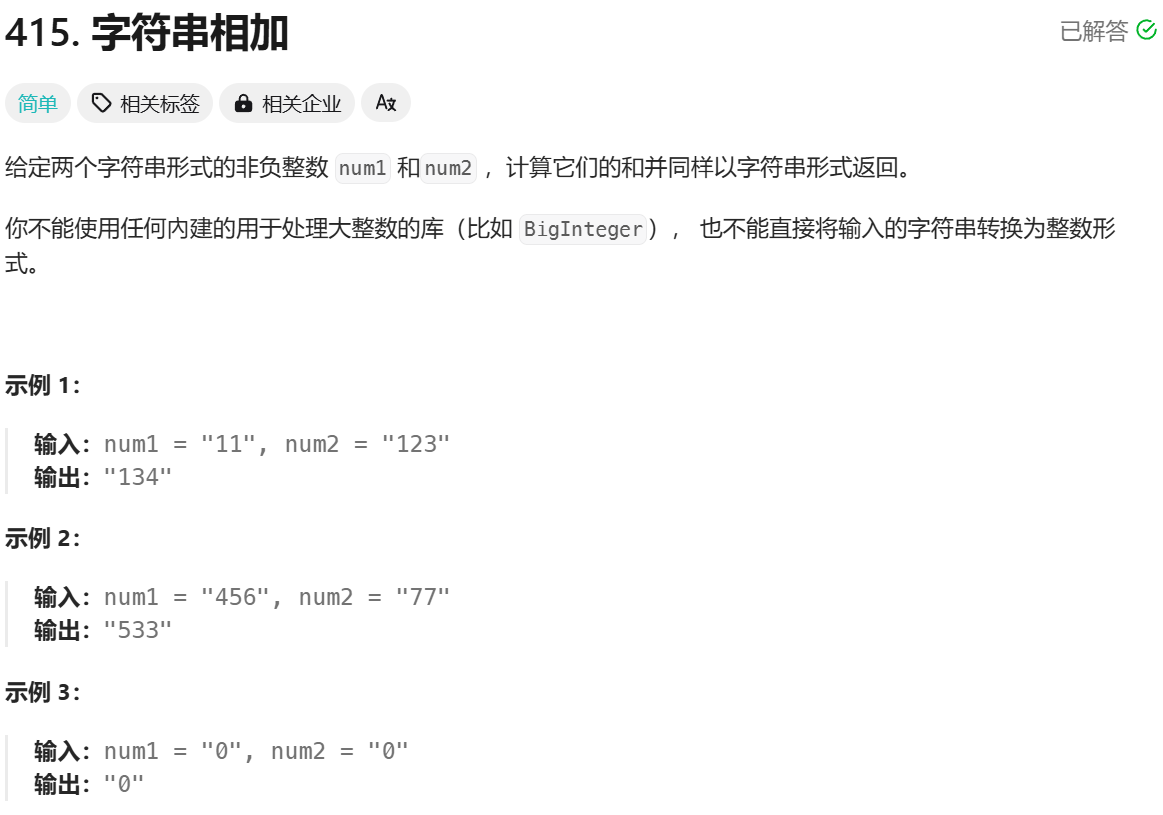 415. 字符串相加
已解答
简单 相关标签 相关企业 Aあ
给定两个字符串形式的非负整数 num1 和num2 ，计算它们的和并同样以字符串形式返回。
你不能使用任何內建的用于处理大整数的库（比如 BigInteger）， 也不能直接将输入的字符串转换为整数形
式。
示例 1：
输入：num1 = "11", num2 = "123"
输出："134"
示例 2：
输入：num1 = "456", num2 = "77"
输出："533"
示例 3：
输入：num1 = "0", num2 = "0"
输出："0"